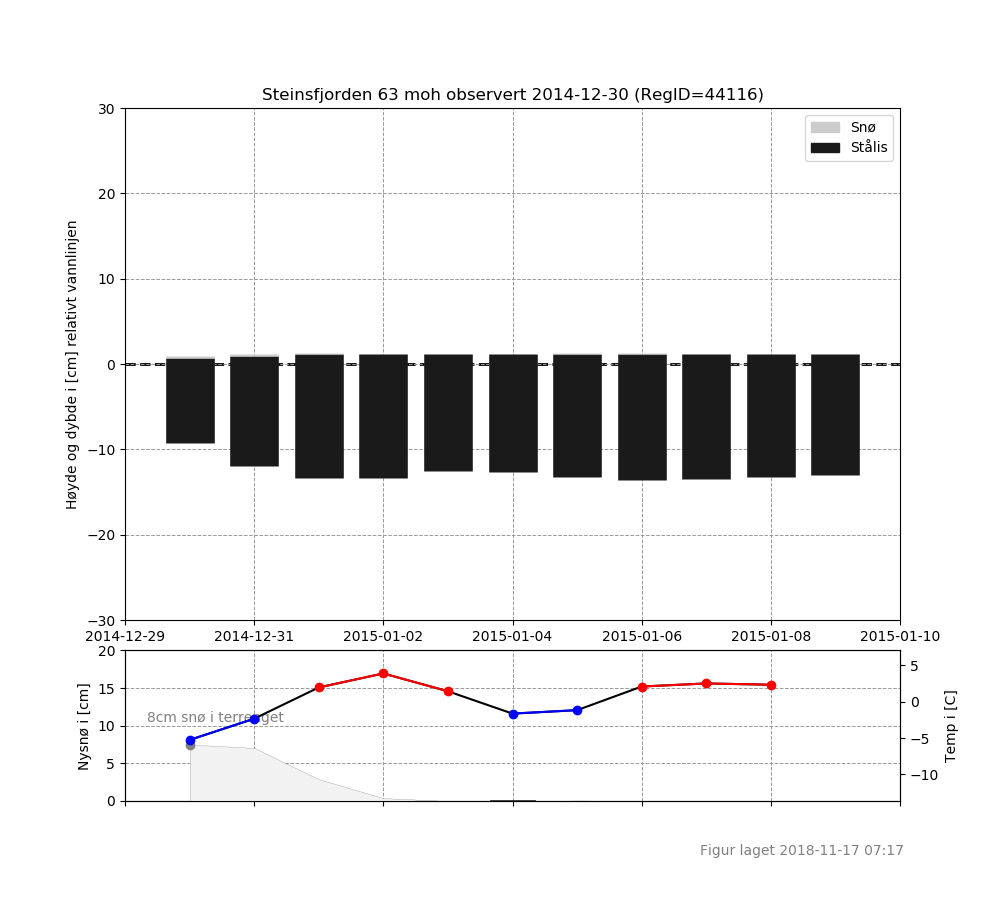 Steinsfjorden 63 moh observert 2014-12-30 (RegID=44116)
Snø
Stålis
Høyde og dybde i [cm] relativt vannlinjen
30
20
10
0
−10
−20
−30
2014-12-29 2014-12-31 2015-01-02 2015-01-04 2015-01-06 2015-01-08 2015-01-10
Nysnø i [cm]
20
15
10
5
0
8cm snø i terrenget
5
0
−5
−10
Temp i [C]
Figur laget 2018-11-17 07:17